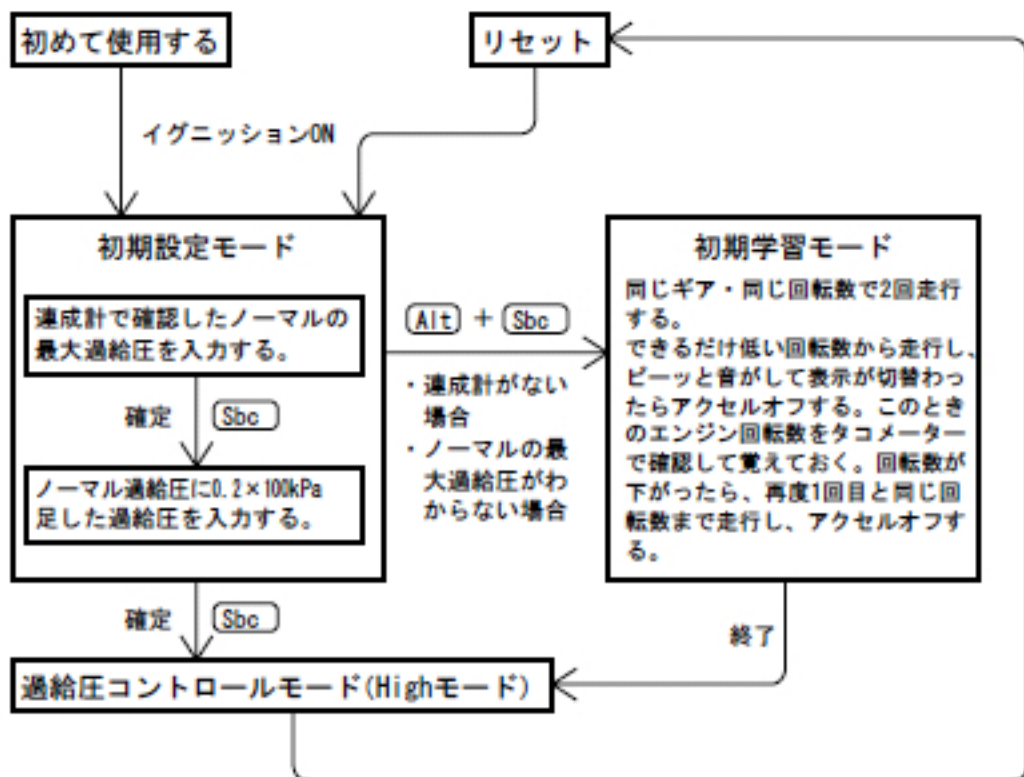 初めて使用する
リセット
イグニッションON
初期設定モード
連成計で確認したノーマルの
最大過給圧を入力する。
確定 Sbc
ノーマル過給圧に0.2×100kPa
足した過給圧を入力する。
Alt + Sbc
・連成計がない
場合
・ノーマルの最
大過給圧がわ
からない場合
初期学習モード
同じギア・同じ回転数で2回走行
する。
できるだけ低い回転数から走行し、
ピーッと音がして表示が切替わっ
たらアクセルオフする。このとき
のエンジン回転数をタコメーター
で確認して覚えておく。回転数が
下がったら、再度1回目と同じ回
転数まで走行し、アクセルオフす
る。
確定 Sbc
終了
過給圧コントロールモード(Highモード)